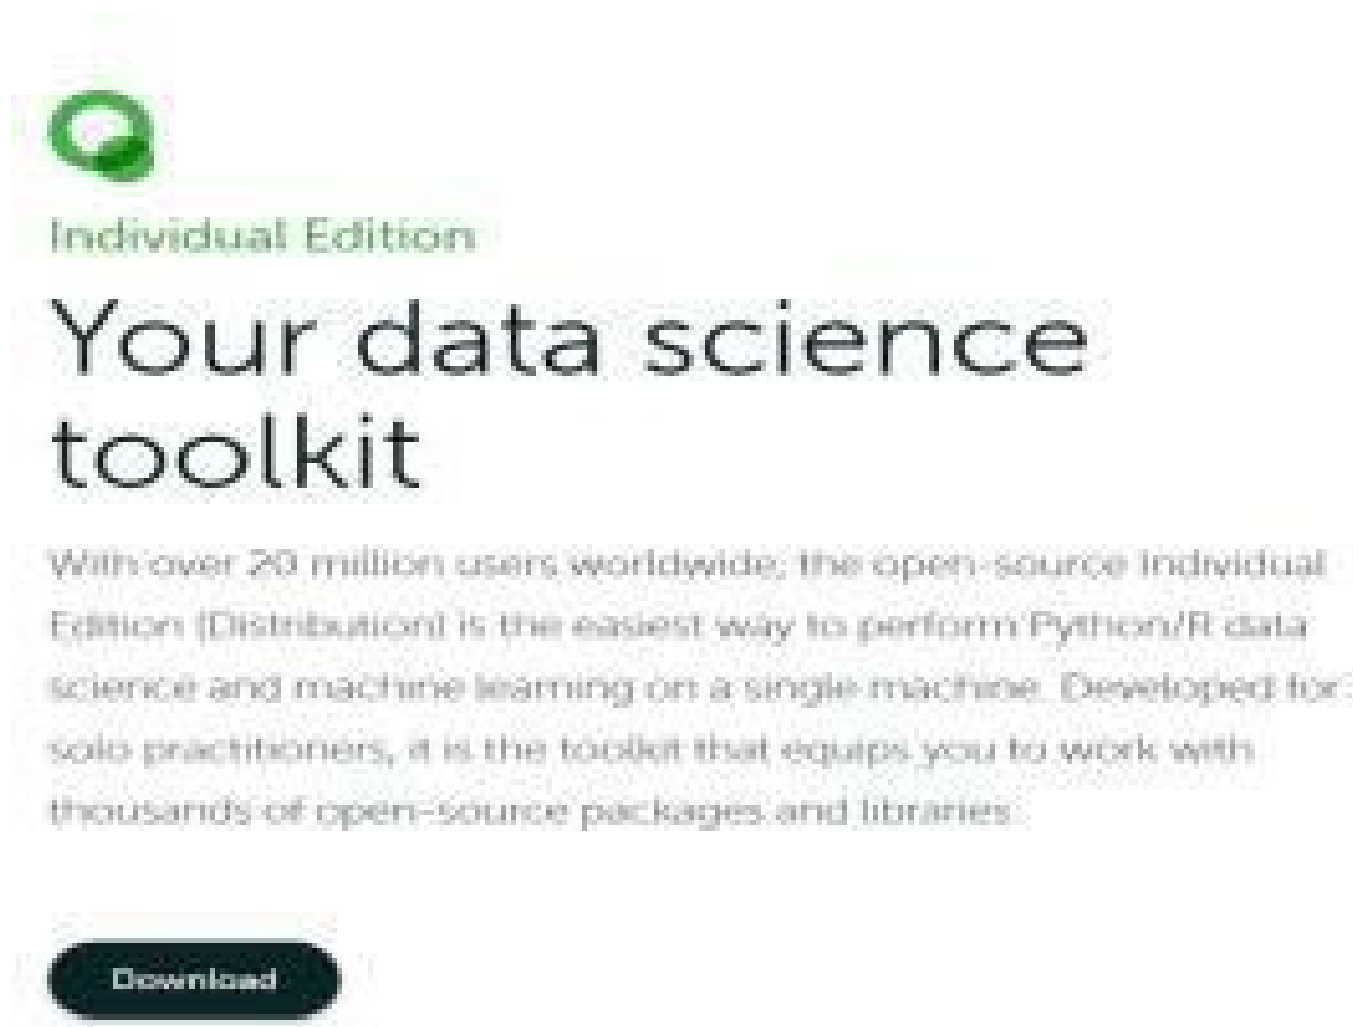 Individual Edition
Your data science
toolkit
With over 20 million users worldwide, the open-source Individual
Edition (Distribution) is the easiest way to perform Python/R data
science and machine learning on a single machine. Developed for
solo practitioners, it is the toolkit that equips you to work with
thousands of open-source packages and libraries.
Download